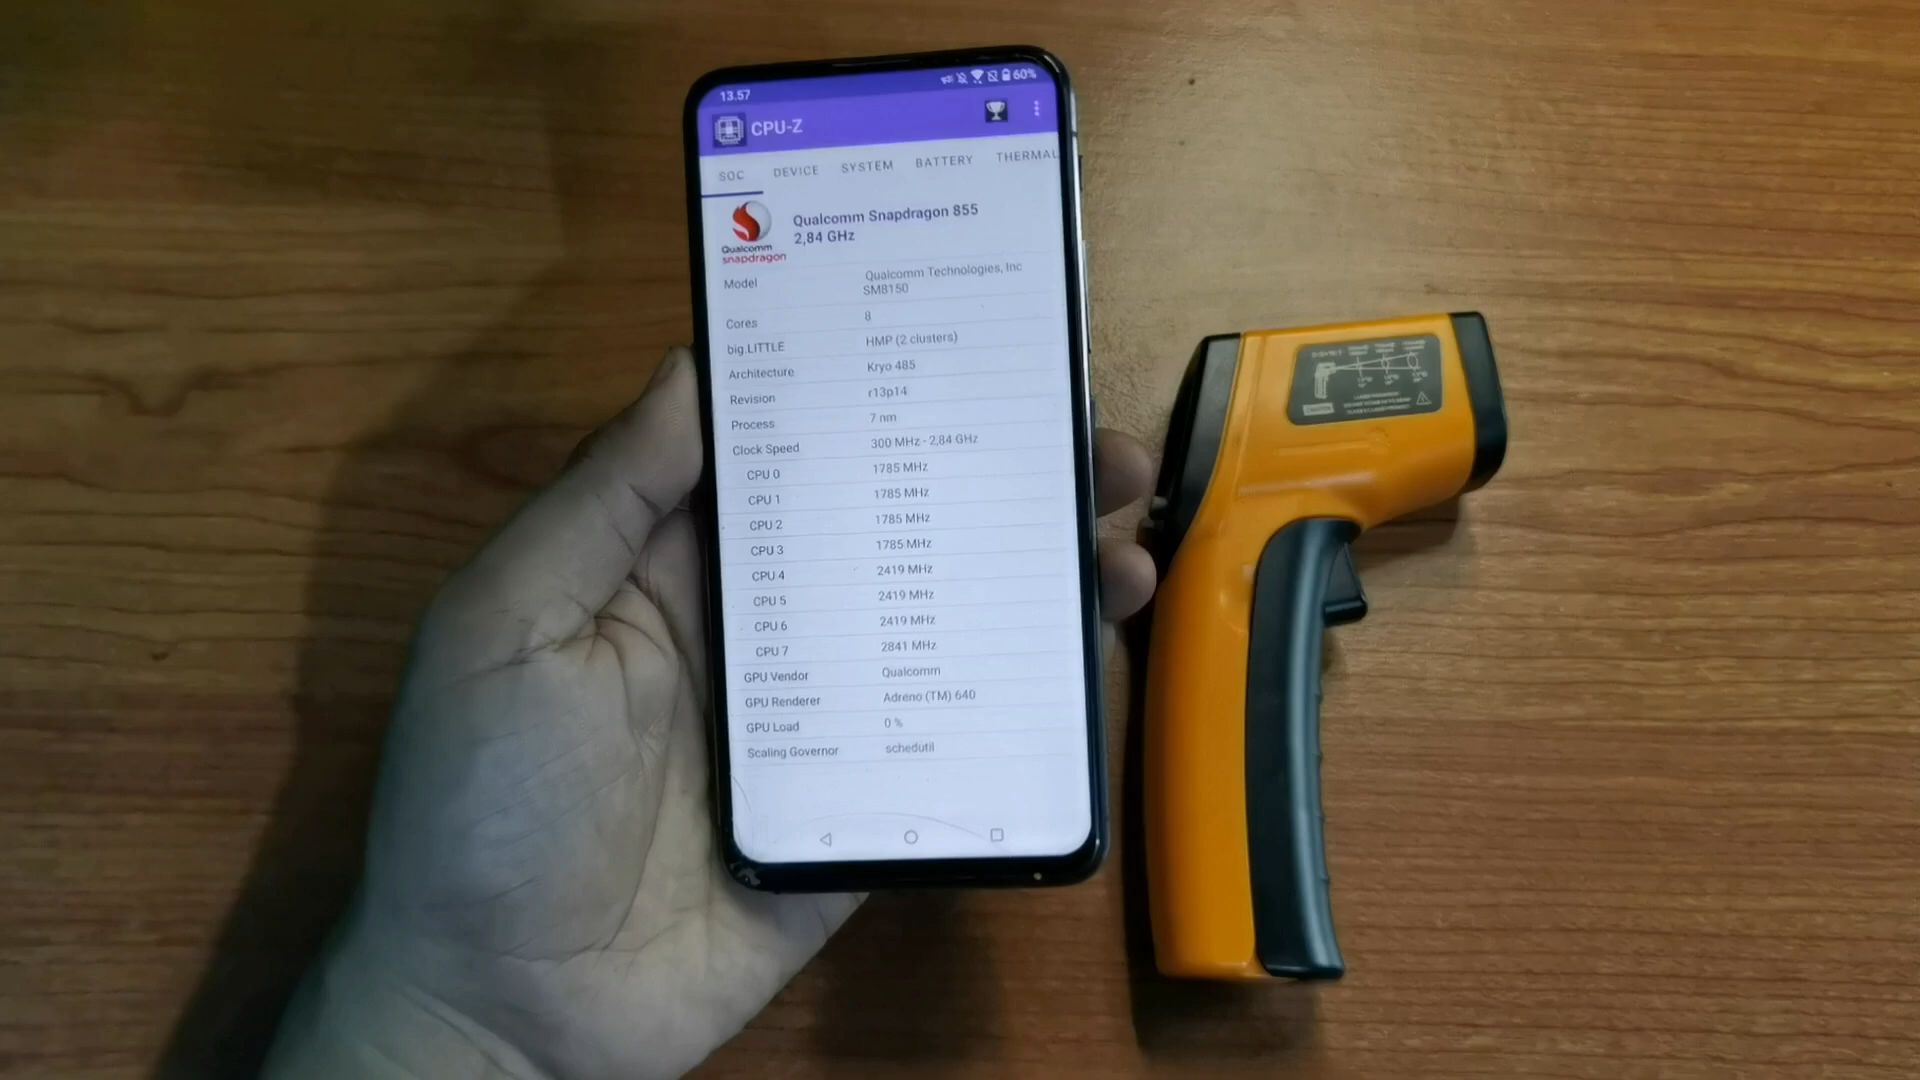 13.57
60%
CPU-Z
SOC DEVICE SYSTEM BATTERY THERMAL
Qualcomm Snapdragon 855
2,84 GHz
Qualcomm
snapdragon
Model Qualcomm Technologies, Inc
SM8150
Cores 8
big.LITTLE HMP (2 clusters)
Architecture Kryo 485
Revision r13p14
Process 7 nm
Clock Speed 300 MHz - 2,84 GHz
CPU 0 1785 MHz
CPU 1 1785 MHz
CPU 2 1785 MHz
CPU 3 1785 MHz
CPU 4 2419 MHz
CPU 5 2419 MHz
CPU 6 2419 MHz
CPU 7 2841 MHz
GPU Vendor Qualcomm
GPU Renderer Adreno (TM) 640
GPU Load 0 %
Scaling Governor schedutil